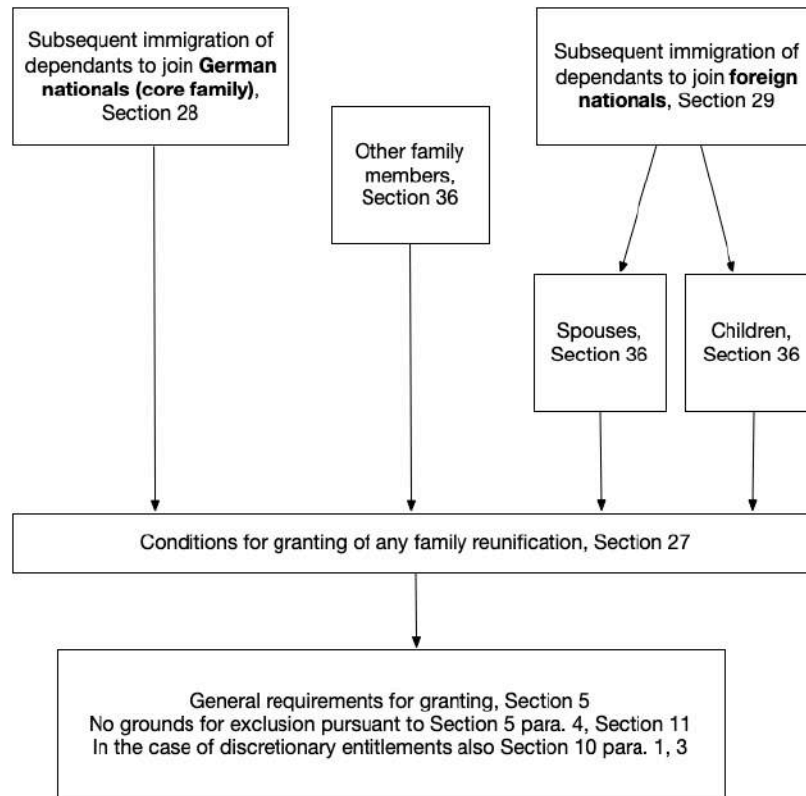 Subsequent immigration of
dependants to join German
nationals (core family),
Section 28
Subsequent immigration of
dependants to join foreign
nationals, Section 29
Other family
members,
Section 36
Spouses,
Section 36
Children,
Section 36
Conditions for granting of any family reunification, Section 27
General requirements for granting, Section 5
No grounds for exclusion pursuant to Section 5 para. 4, Section 11
In the case of discretionary entitlements also Section 10 para. 1, 3